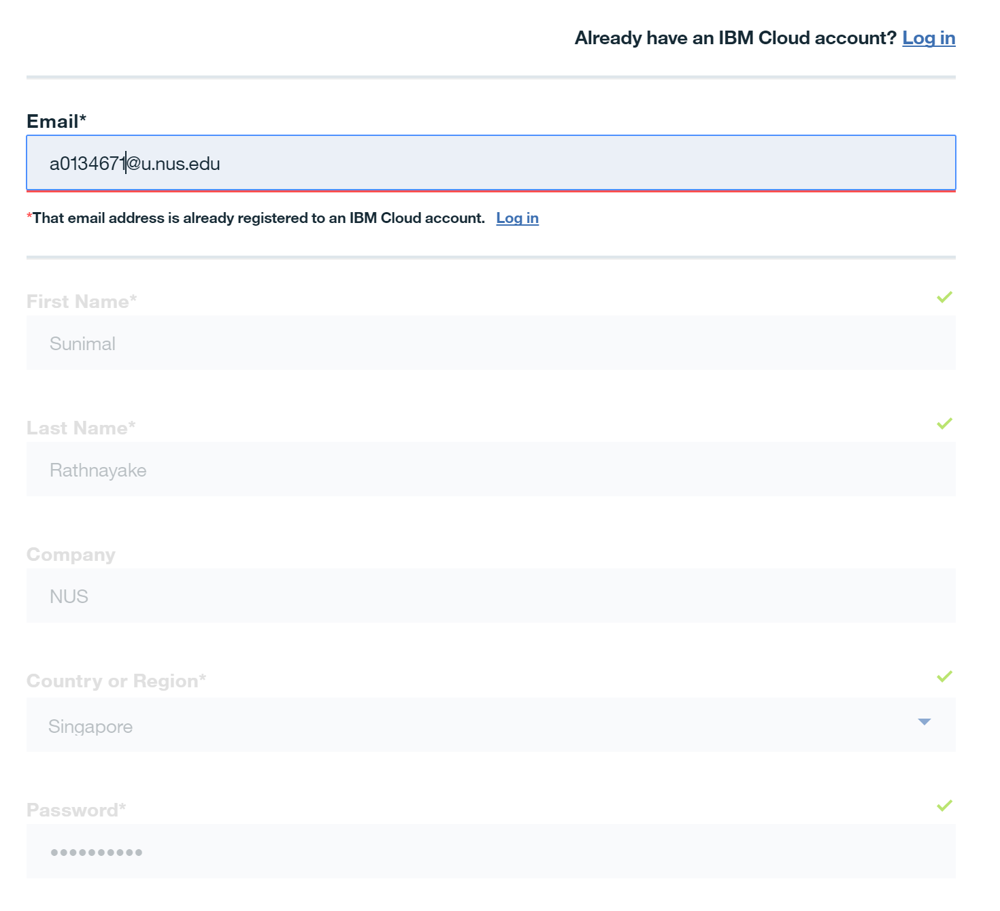 Already have an IBM Cloud account? Log in
Email*
a0134671@u.nus.edu
*That email address is already registered to an IBM Cloud account. Log in
First Name*
Sunimal
Last Name*
Rathnayake
Company
NUS
Country or Region*
Singapore
Password*
••••••••••